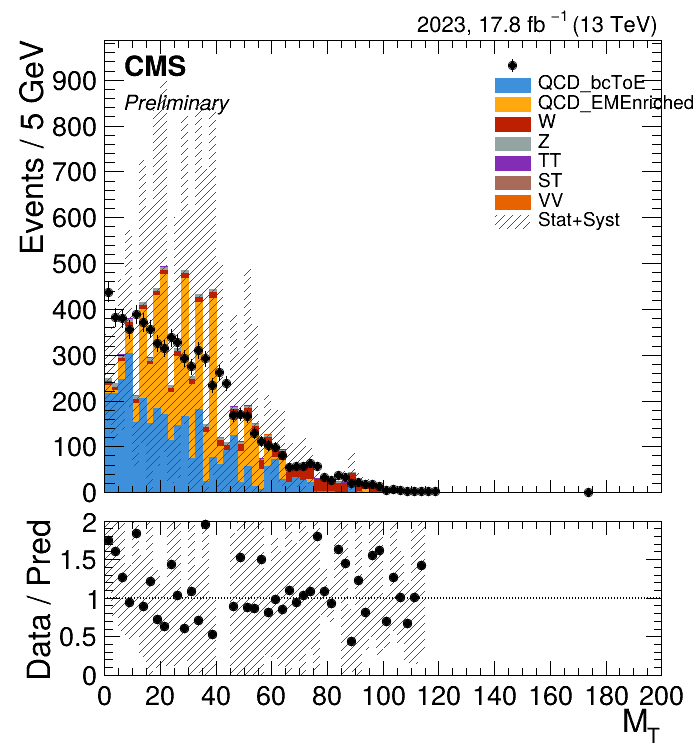 2023, 17.8 fb⁻¹ (13 TeV)
CMS
Preliminary
QCD_bcToE
QCD_EMEnriched
W
Z
TT
ST
VV
Stat+Syst
Events / 5 GeV
900
800
700
600
500
400
300
200
100
0
Data / Pred
2
1.5
1
0.5
0
0 20 40 60 80 100 120 140 160 180 200
M_T